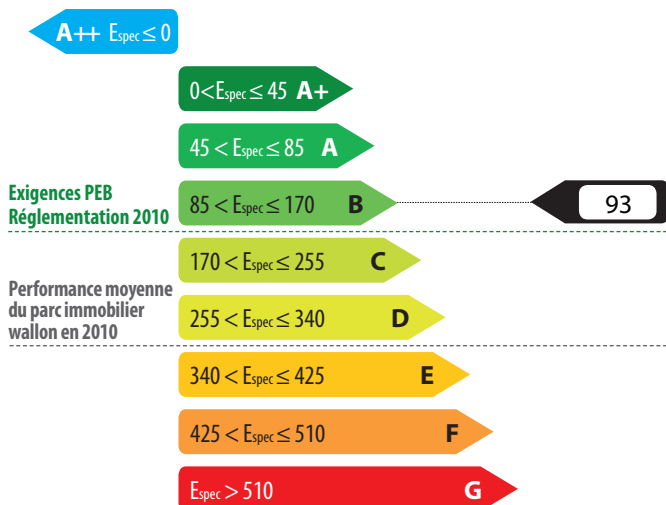 A++ Espec ≤ 0
0<Espec ≤ 45 A+
45 < Espec ≤ 85 A
Exigences PEB
Réglementation 2010
85 < Espec ≤ 170 B
93
170 < Espec ≤ 255 C
Performance moyenne
du parc immobilier
wallon en 2010
255 < Espec ≤ 340 D
340 < Espec ≤ 425 E
425 < Espec ≤ 510 F
Espec > 510 G